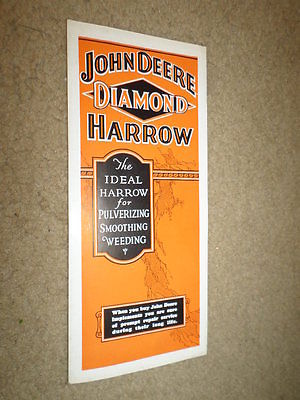 JOHN DEERE
DIAMOND
HARROW
The
IDEAL
HARROW
for
PULVERIZING
SMOOTHING
WEEDING
When you buy John Deere
Implements you are sure
of prompt repair service
during their long life.